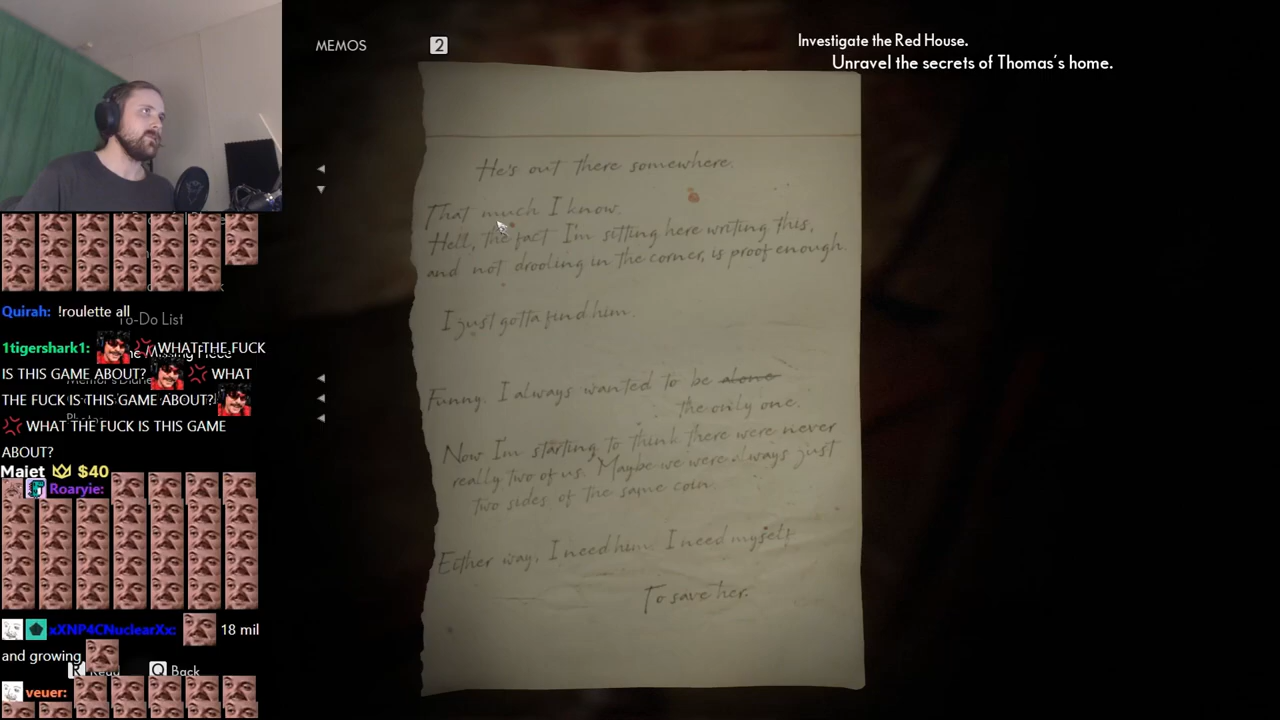 MEMOS
2
Investigate the Red House.
Unravel the secrets of Thomas's home.
He's out there somewhere.
That much I know.
Hell, the fact I'm sitting here writing this,
and not drooling in the corner, is proof enough.
I just gotta find him.
Funny. I always wanted to be alone
the only one.
Now I'm starting to think there were never
really two of us. Maybe we were always just
two sides of the same coin.
Either way, I need him. I need myself
To save her.
To-Do List
Quirah: !roulette all
1tigershark1: WHAT THE FUCK
IS THIS GAME ABOUT? WHAT
THE FUCK IS THIS GAME ABOUT?!
WHAT THE FUCK IS THIS GAME
ABOUT?
Maiet $40
Roaryie:
xXNP4CNuclearXx: 18 mil
and growing
R Read
Q Back
veuer: